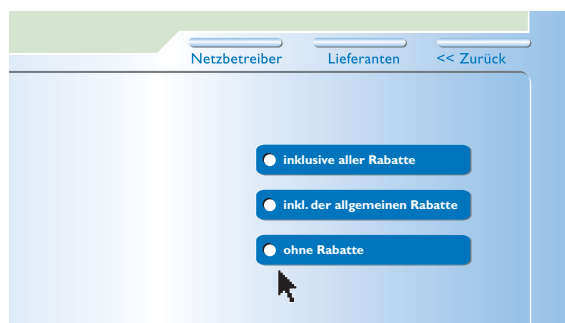 Netzbetreiber Lieferanten << Zurück
inklusive aller Rabatte
inkl. der allgemeinen Rabatte
ohne Rabatte